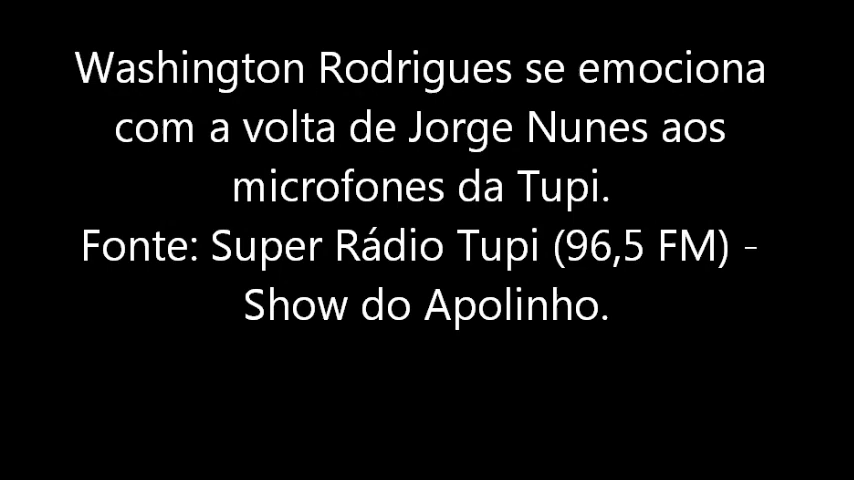 Washington Rodrigues se emociona
com a volta de Jorge Nunes aos
microfones da Tupi.
Fonte: Super Rádio Tupi (96,5 FM) -
Show do Apolinho.